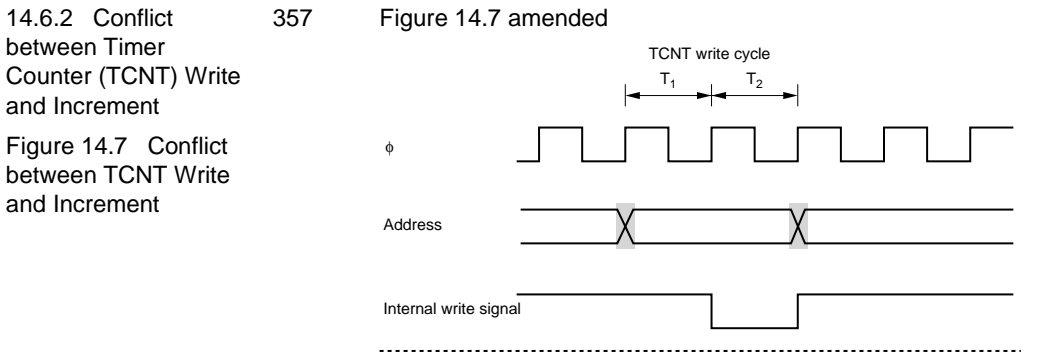 14.6.2 Conflict
between Timer
Counter (TCNT) Write
and Increment
Figure 14.7 Conflict
between TCNT Write
and Increment
357
Figure 14.7 amended
TCNT write cycle
T1 T2
ϕ
Address
Internal write signal